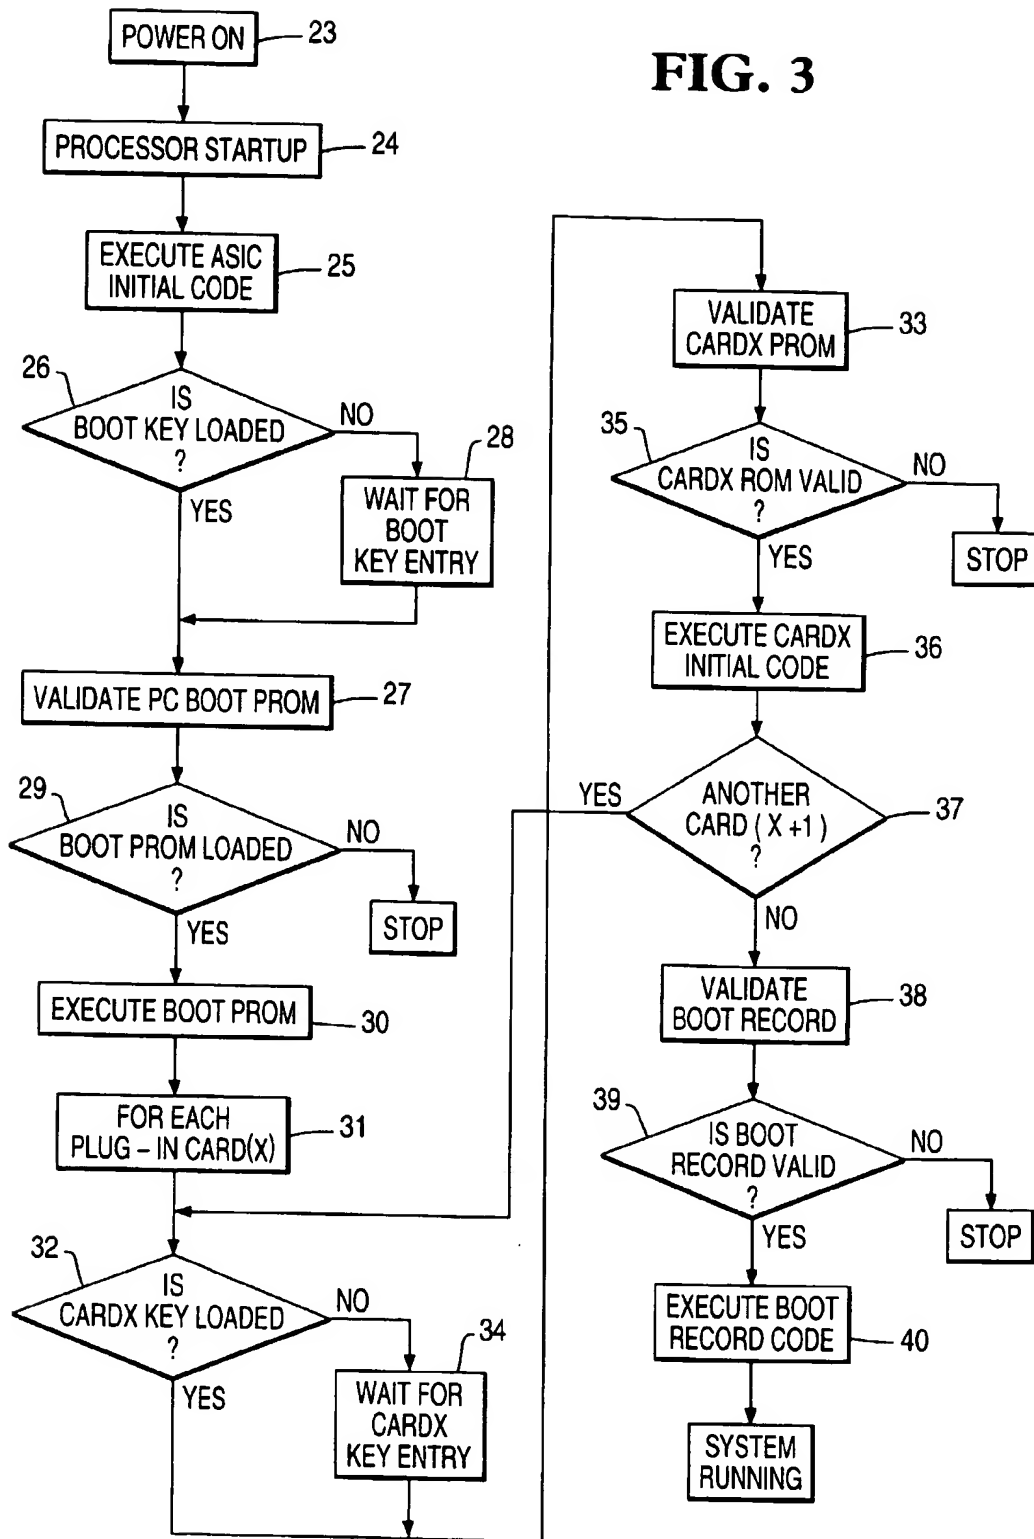 FIG. 3
POWER ON
23
PROCESSOR STARTUP
24
EXECUTE ASIC
INITIAL CODE
25
26
IS
BOOT KEY LOADED
?
NO
YES
28
WAIT FOR
BOOT
KEY ENTRY
VALIDATE PC BOOT PROM
27
29
IS
BOOT PROM LOADED
?
NO
YES
STOP
EXECUTE BOOT PROM
30
FOR EACH
PLUG – IN CARD(X)
31
32
IS
CARDX KEY LOADED
?
NO
YES
34
WAIT FOR
CARDX
KEY ENTRY
VALIDATE
CARDX PROM
33
35
IS
CARDX ROM VALID
?
NO
YES
STOP
EXECUTE CARDX
INITIAL CODE
36
YES
ANOTHER
CARD ( X +1 )
?
37
NO
VALIDATE
BOOT RECORD
38
39
IS BOOT
RECORD VALID
?
NO
YES
STOP
EXECUTE BOOT
RECORD CODE
40
SYSTEM
RUNNING